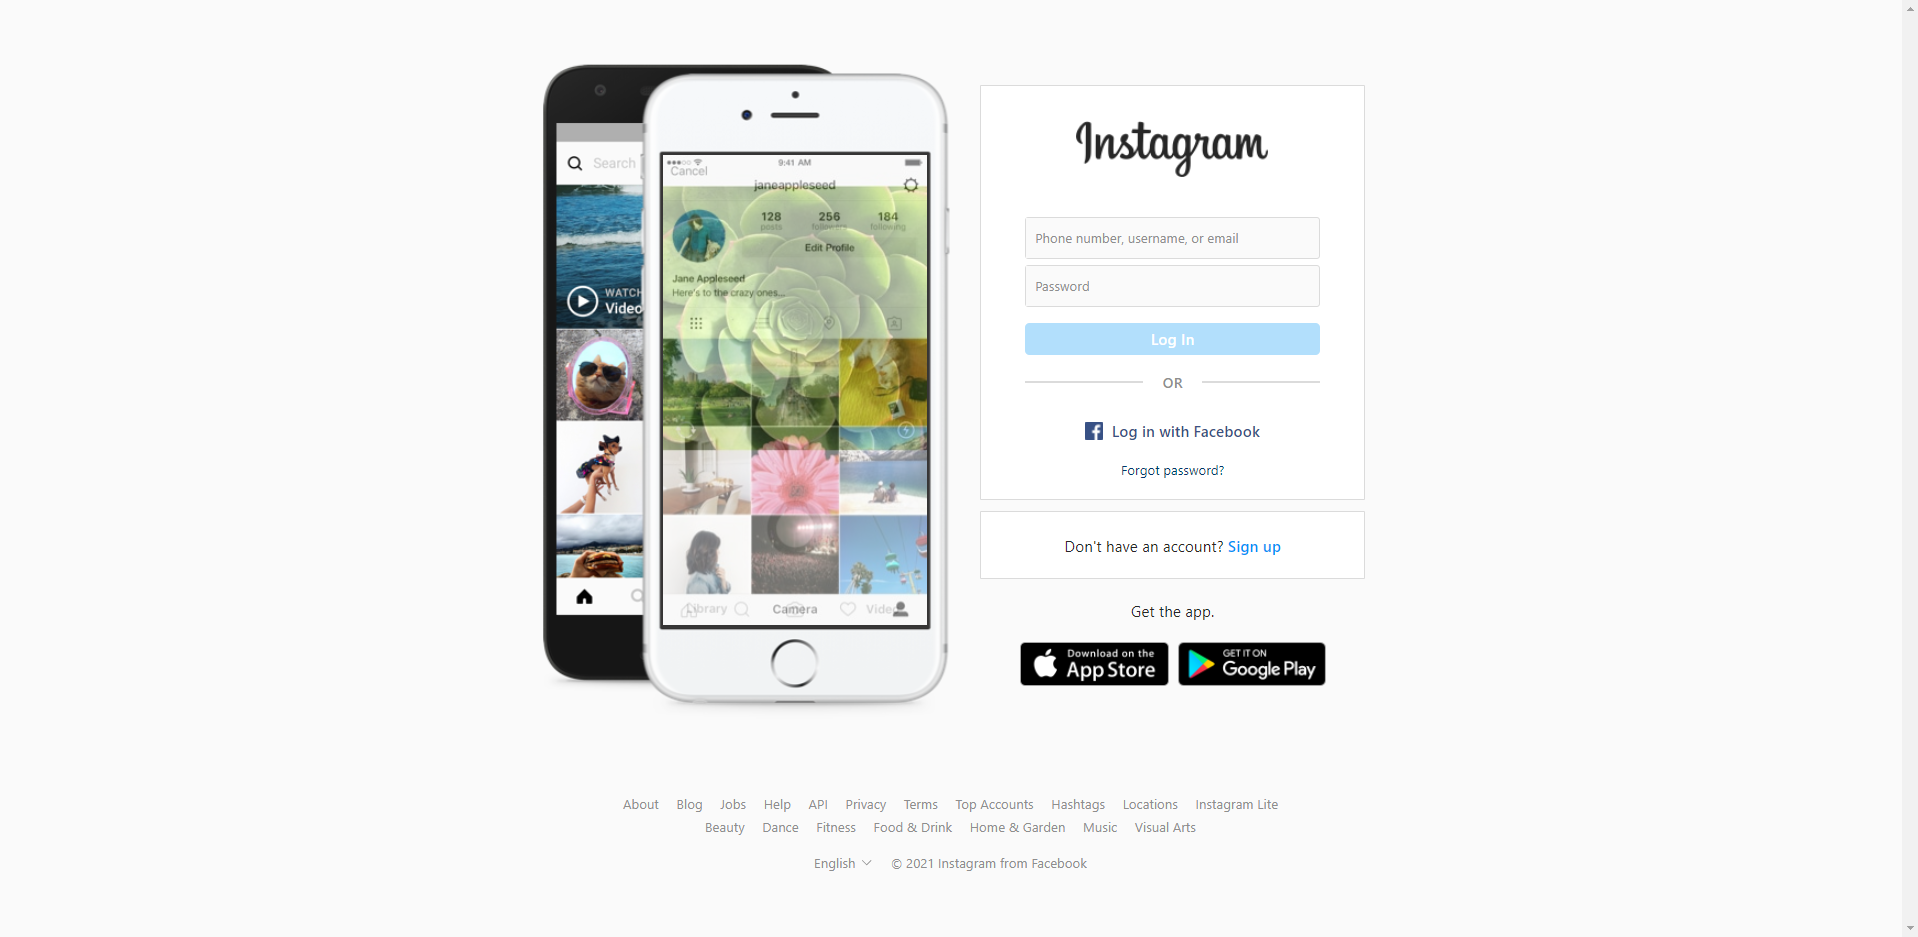 Search
WATCH
Video
9:41 AM
Cancel
janeappleseed
128 256 184
posts followers following
Edit Profile
Jane Appleseed
Here's to the crazy ones...
Library Camera Video
Instagram
Phone number, username, or email
Password
Log In
OR
Log in with Facebook
Forgot password?
Don't have an account? Sign up
Get the app.
Download on the
App Store
GET IT ON
Google Play
About Blog Jobs Help API Privacy Terms Top Accounts Hashtags Locations Instagram Lite
Beauty Dance Fitness Food & Drink Home & Garden Music Visual Arts
English © 2021 Instagram from Facebook